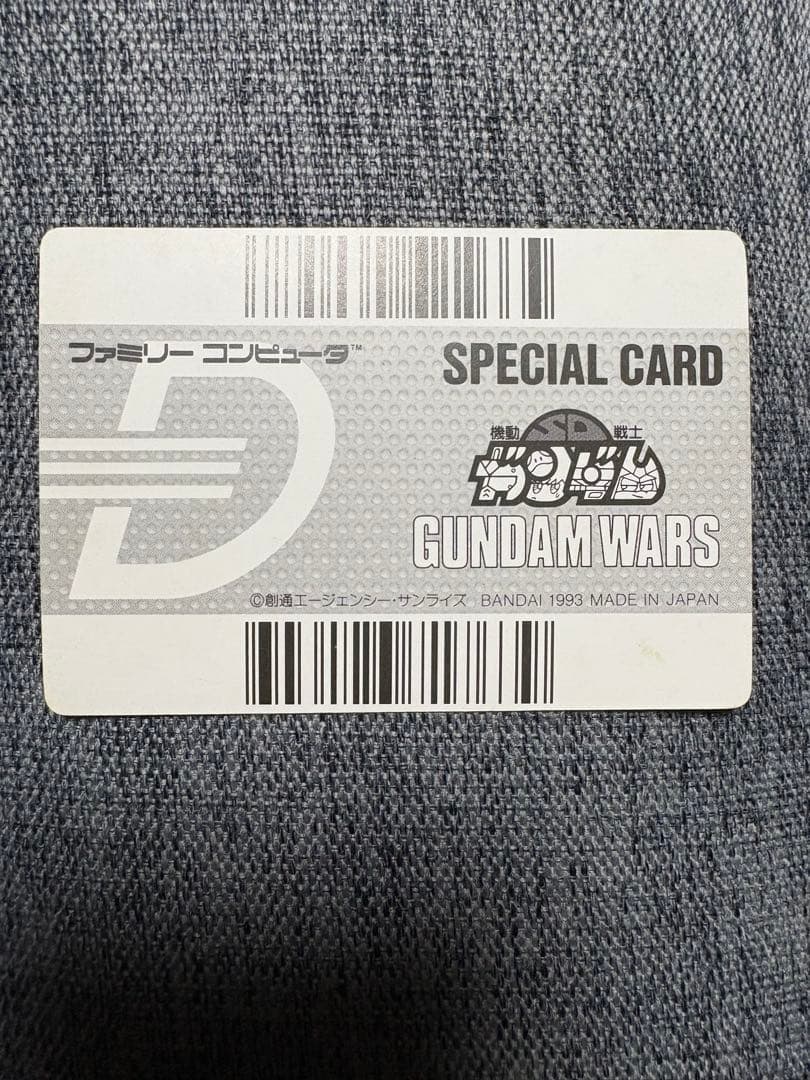 ファミリー コンピュータ™
SPECIAL CARD
機動 SD 戦士
ガンダム
GUNDAM WARS
D
©創通エージェンシー・サンライズ BANDAI 1993 MADE IN JAPAN